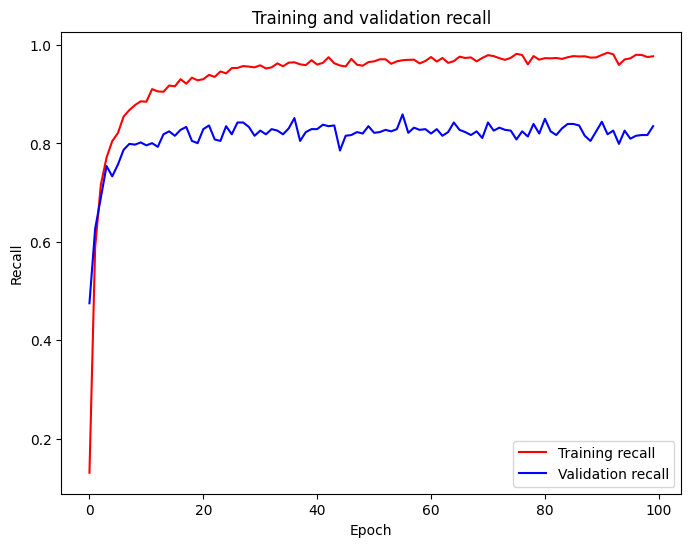 Training and validation recall
Recall
1.0
0.8
0.6
0.4
0.2
Training recall
Validation recall
0
20
40
60
80
100
Epoch